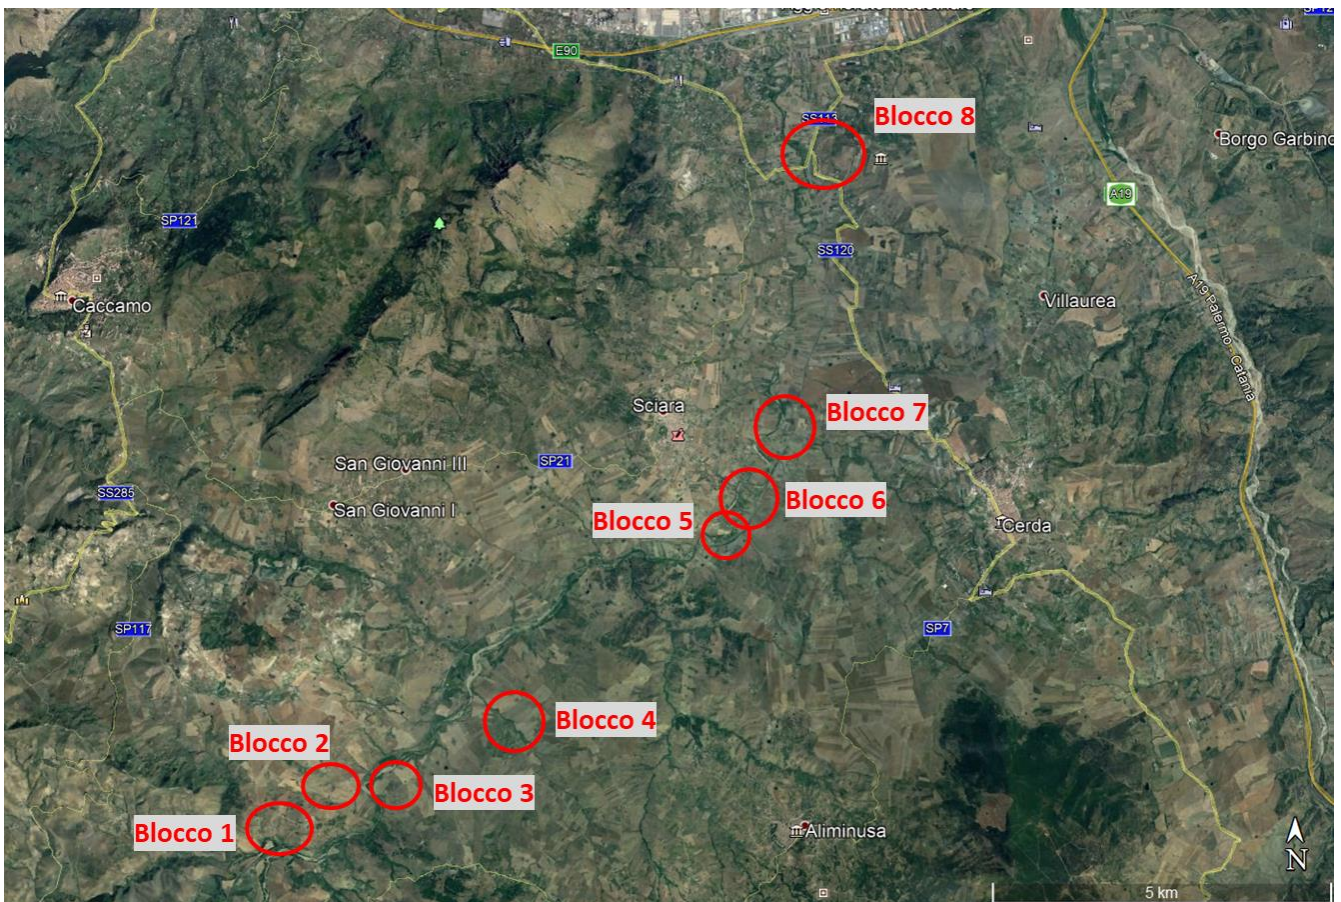 E90
SS113
Blocco 8
Borgo Garbino
A19
SP121
SS120
Caccamo
Villaurea
A19 Palermo - Catania
Sciara
Blocco 7
San Giovanni III
SP21
SS285
Blocco 6
San Giovanni I
Blocco 5
Cerda
SP117
SP7
Blocco 4
Blocco 2
Blocco 3
Blocco 1
Aliminusa
N
5 km